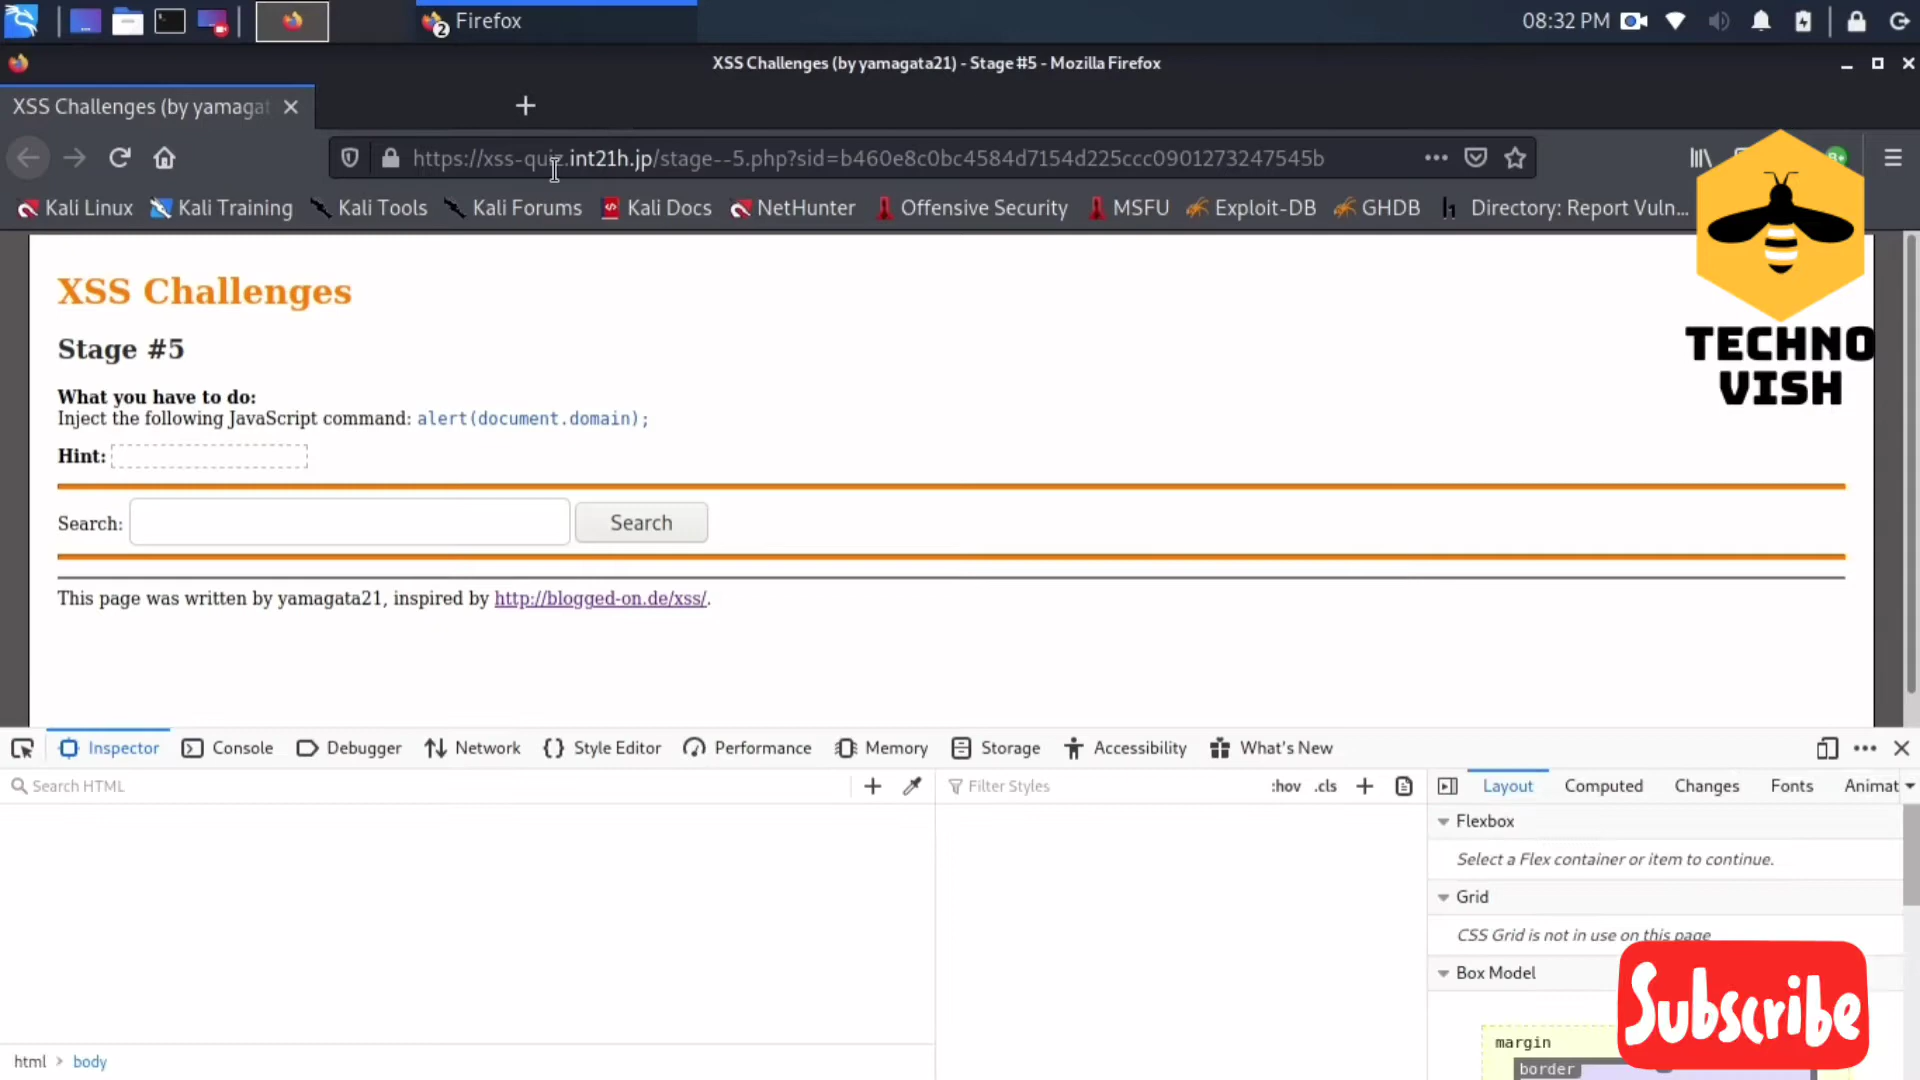 2 Firefox
08:32 PM
XSS Challenges (by yamagata21) - Stage #5 - Mozilla Firefox
XSS Challenges (by yamagat
https://xss-quiz.int21h.jp/stage--5.php?sid=b460e8c0bc4584d7154d225ccc0901273247545b
Kali Linux Kali Training Kali Tools Kali Forums Kali Docs NetHunter Offensive Security MSFU Exploit-DB GHDB Directory: Report Vuln...
XSS Challenges
TECHNO
VISH
Stage #5
What you have to do:
Inject the following JavaScript command: alert(document.domain);
Hint:
Search: Search
This page was written by yamagata21, inspired by http://blogged-on.de/xss/.
Inspector Console Debugger Network Style Editor Performance Memory Storage Accessibility What's New
Search HTML
Filter Styles :hov .cls
Layout Computed Changes Fonts Animat
Flexbox
Select a Flex container or item to continue.
Grid
CSS Grid is not in use on this page
Box Model
Subscribe
margin
border
html > body